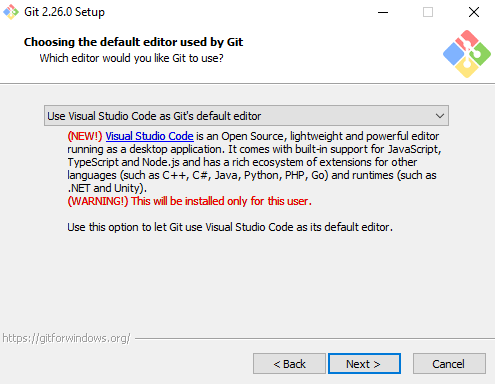 Git 2.26.0 Setup
Choosing the default editor used by Git
Which editor would you like Git to use?
Use Visual Studio Code as Git's default editor
(NEW!) Visual Studio Code is an Open Source, lightweight and powerful editor
running as a desktop application. It comes with built-in support for JavaScript,
TypeScript and Node.js and has a rich ecosystem of extensions for other
languages (such as C++, C#, Java, Python, PHP, Go) and runtimes (such as
.NET and Unity).
(WARNING!) This will be installed only for this user.
Use this option to let Git use Visual Studio Code as its default editor.
https://gitforwindows.org/
< Back
Next >
Cancel